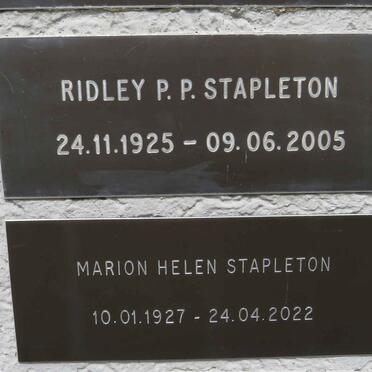 RIDLEY P. P. STAPLETON
24.11.1925 - 09.06.2005
MARION HELEN STAPLETON
10.01.1927 - 24.04.2022